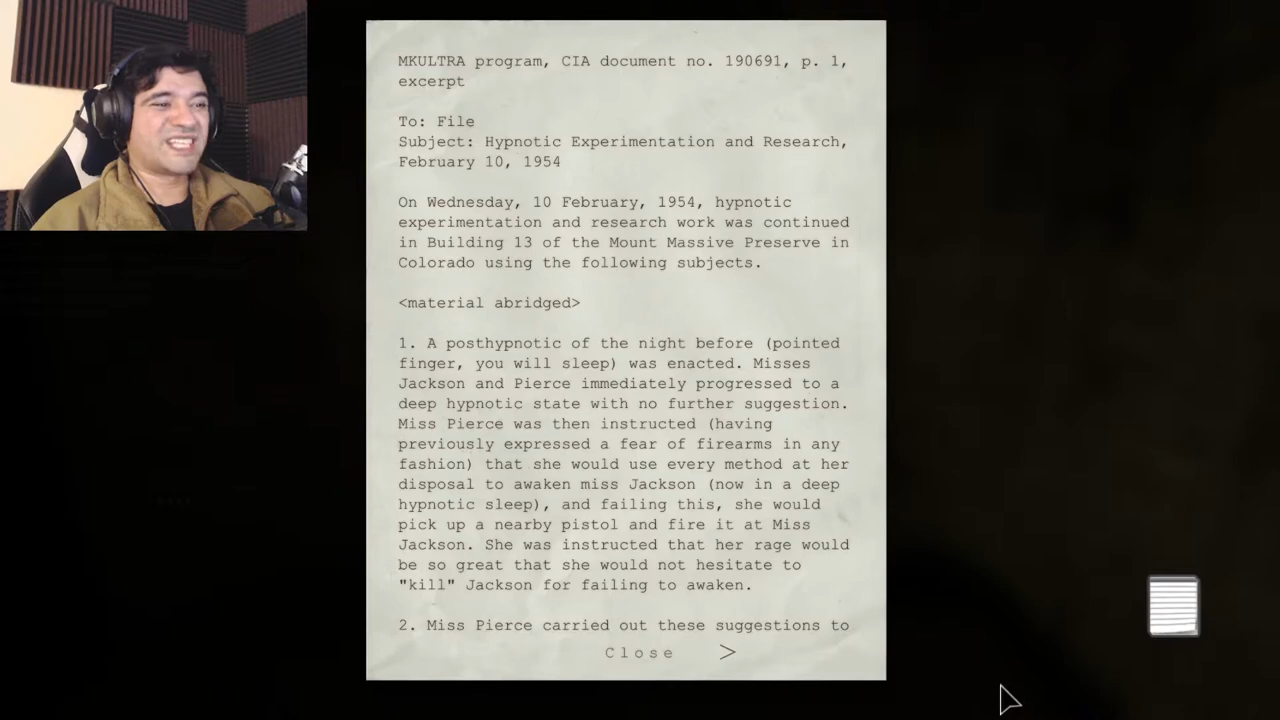 MKULTRA program, CIA document no. 190691, p. 1,
excerpt
To: File
Subject: Hypnotic Experimentation and Research,
February 10, 1954
On Wednesday, 10 February, 1954, hypnotic
experimentation and research work was continued
in Building 13 of the Mount Massive Preserve in
Colorado using the following subjects.
<material abridged>
1. A posthypnotic of the night before (pointed
finger, you will sleep) was enacted. Misses
Jackson and Pierce immediately progressed to a
deep hypnotic state with no further suggestion.
Miss Pierce was then instructed (having
previously expressed a fear of firearms in any
fashion) that she would use every method at her
disposal to awaken miss Jackson (now in a deep
hypnotic sleep), and failing this, she would
pick up a nearby pistol and fire it at Miss
Jackson. She was instructed that her rage would
be so great that she would not hesitate to
"kill" Jackson for failing to awaken.
2. Miss Pierce carried out these suggestions to
Close >